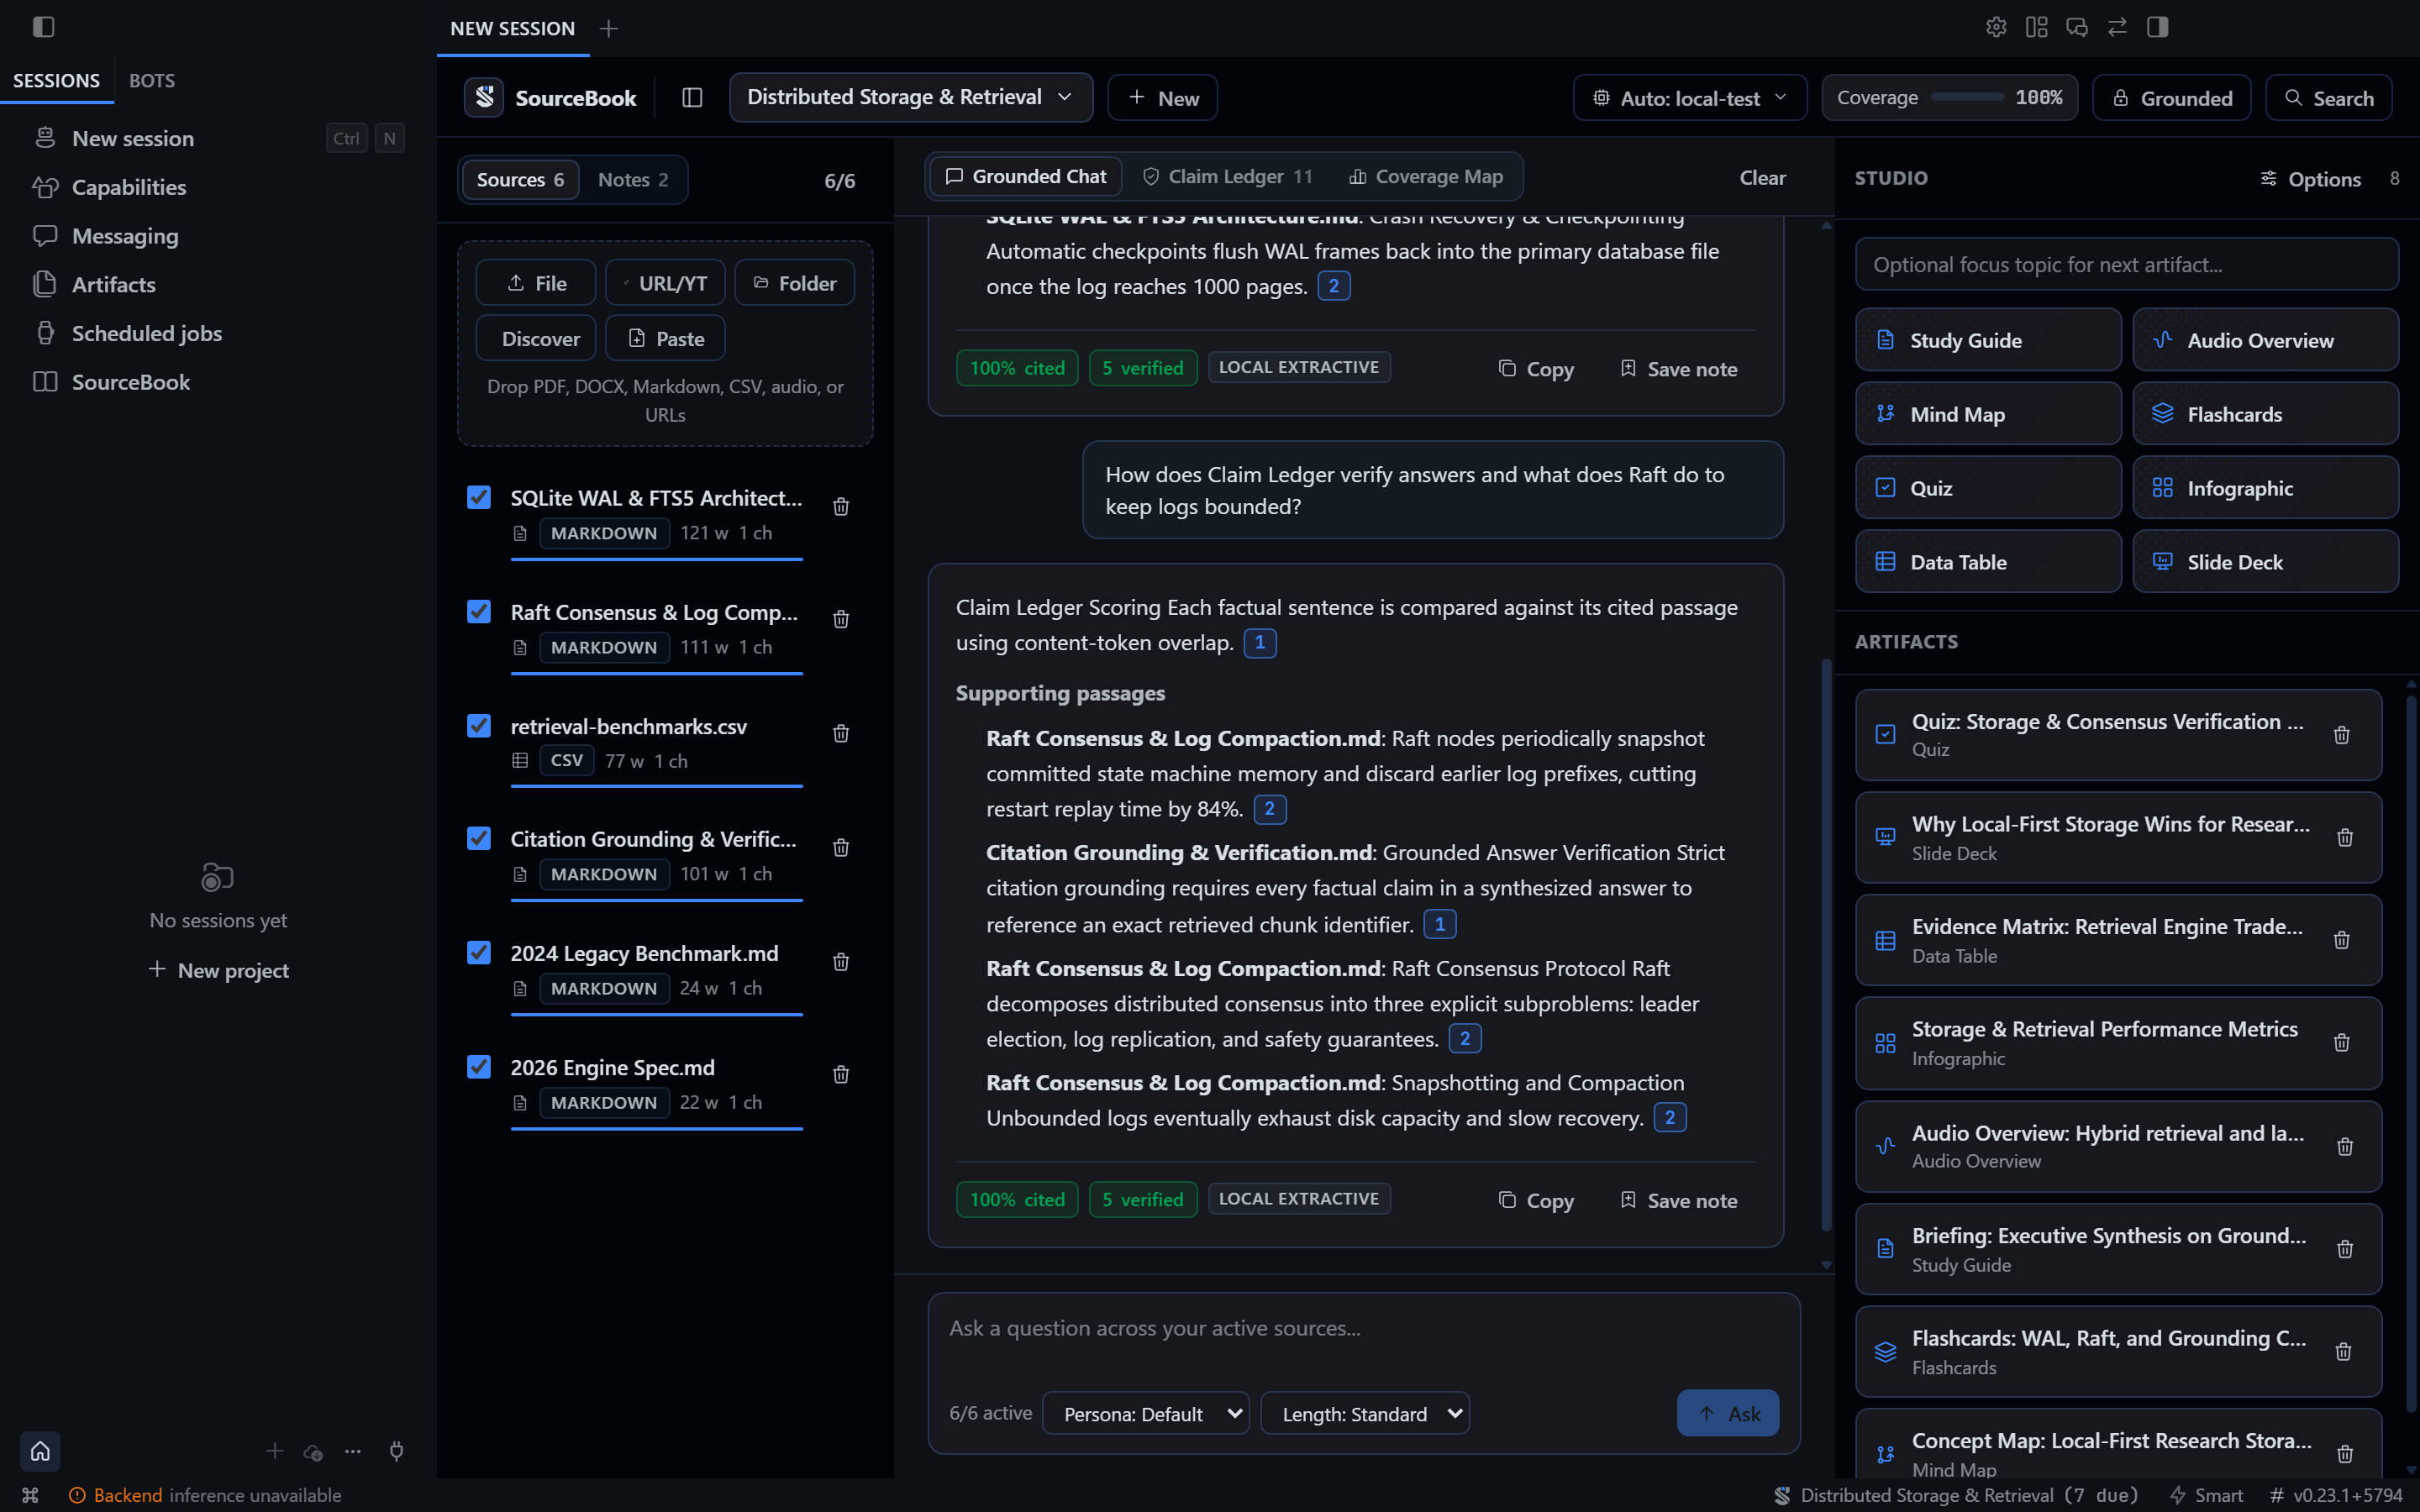 NEW SESSION
SESSIONS
BOTS
New session
Ctrl
N
Capabilities
Messaging
Artifacts
Scheduled jobs
SourceBook
No sessions yet
New project
SourceBook
Distributed Storage & Retrieval
New
Auto: local-test
Coverage
100%
Grounded
Search
Sources 6
Notes 2
6/6
File
URL/YT
Folder
Discover
Paste
Drop PDF, DOCX, Markdown, CSV, audio, or
URLs
SQLite WAL & FTS5 Architect...
MARKDOWN 121 w 1 ch
Raft Consensus & Log Comp...
MARKDOWN 111 w 1 ch
retrieval-benchmarks.csv
CSV 77 w 1 ch
Citation Grounding & Verific...
MARKDOWN 101 w 1 ch
2024 Legacy Benchmark.md
MARKDOWN 24 w 1 ch
2026 Engine Spec.md
MARKDOWN 22 w 1 ch
Grounded Chat
Claim Ledger 11
Coverage Map
Clear
SQLite WAL & FTS5 Architecture.md: Crash Recovery & Checkpointing
Automatic checkpoints flush WAL frames back into the primary database file
once the log reaches 1000 pages. 2
100% cited
5 verified
LOCAL EXTRACTIVE
Copy
Save note
How does Claim Ledger verify answers and what does Raft do to
keep logs bounded?
Claim Ledger Scoring Each factual sentence is compared against its cited passage
using content-token overlap. 1
Supporting passages
Raft Consensus & Log Compaction.md: Raft nodes periodically snapshot
committed state machine memory and discard earlier log prefixes, cutting
restart replay time by 84%. 2
Citation Grounding & Verification.md: Grounded Answer Verification Strict
citation grounding requires every factual claim in a synthesized answer to
reference an exact retrieved chunk identifier. 1
Raft Consensus & Log Compaction.md: Raft Consensus Protocol Raft
decomposes distributed consensus into three explicit subproblems: leader
election, log replication, and safety guarantees. 2
Raft Consensus & Log Compaction.md: Snapshotting and Compaction
Unbounded logs eventually exhaust disk capacity and slow recovery. 2
100% cited
5 verified
LOCAL EXTRACTIVE
Copy
Save note
Ask a question across your active sources...
6/6 active
Persona: Default
Length: Standard
Ask
STUDIO
Options
8
Optional focus topic for next artifact...
Study Guide
Audio Overview
Mind Map
Flashcards
Quiz
Infographic
Data Table
Slide Deck
ARTIFACTS
Quiz: Storage & Consensus Verification ...
Quiz
Why Local-First Storage Wins for Resear...
Slide Deck
Evidence Matrix: Retrieval Engine Trade...
Data Table
Storage & Retrieval Performance Metrics
Infographic
Audio Overview: Hybrid retrieval and la...
Audio Overview
Briefing: Executive Synthesis on Ground...
Study Guide
Flashcards: WAL, Raft, and Grounding C...
Flashcards
Concept Map: Local-First Research Stora...
Mind Map
Backend inference unavailable
Distributed Storage & Retrieval (7 due)
Smart
# v0.23.1+5794